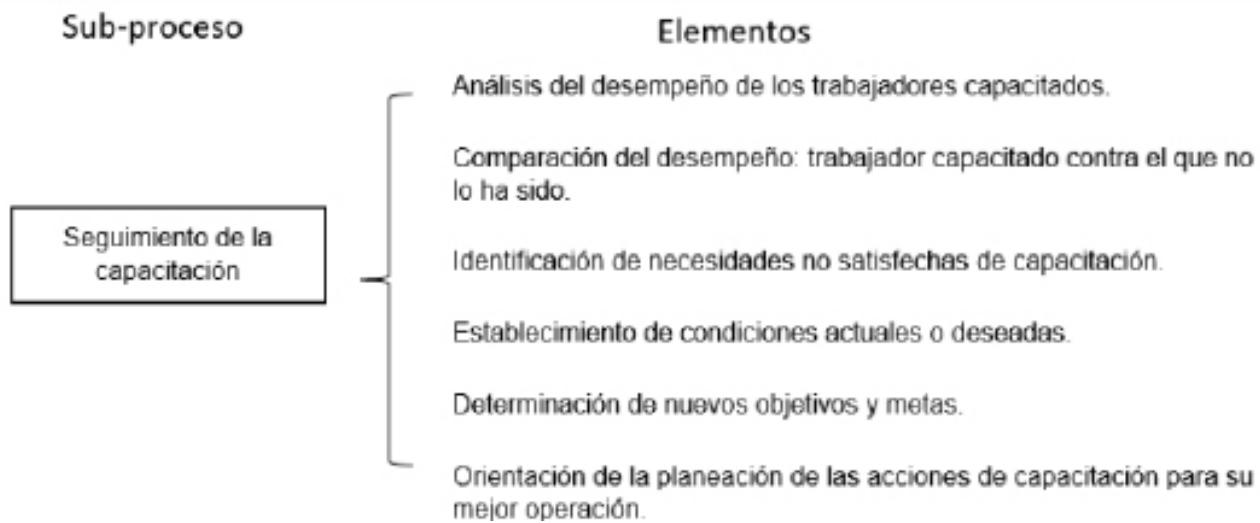 Sub-proceso
Elementos
Análisis del desempeño de los trabajadores capacitados.
Comparación del desempeño: trabajador capacitado contra el que no
lo ha sido.
Seguimiento de la
capacitación
Identificación de necesidades no satisfechas de capacitación.
Establecimiento de condiciones actuales o deseadas.
Determinación de nuevos objetivos y metas.
Orientación de la planeación de las acciones de capacitación para su
mejor operación.